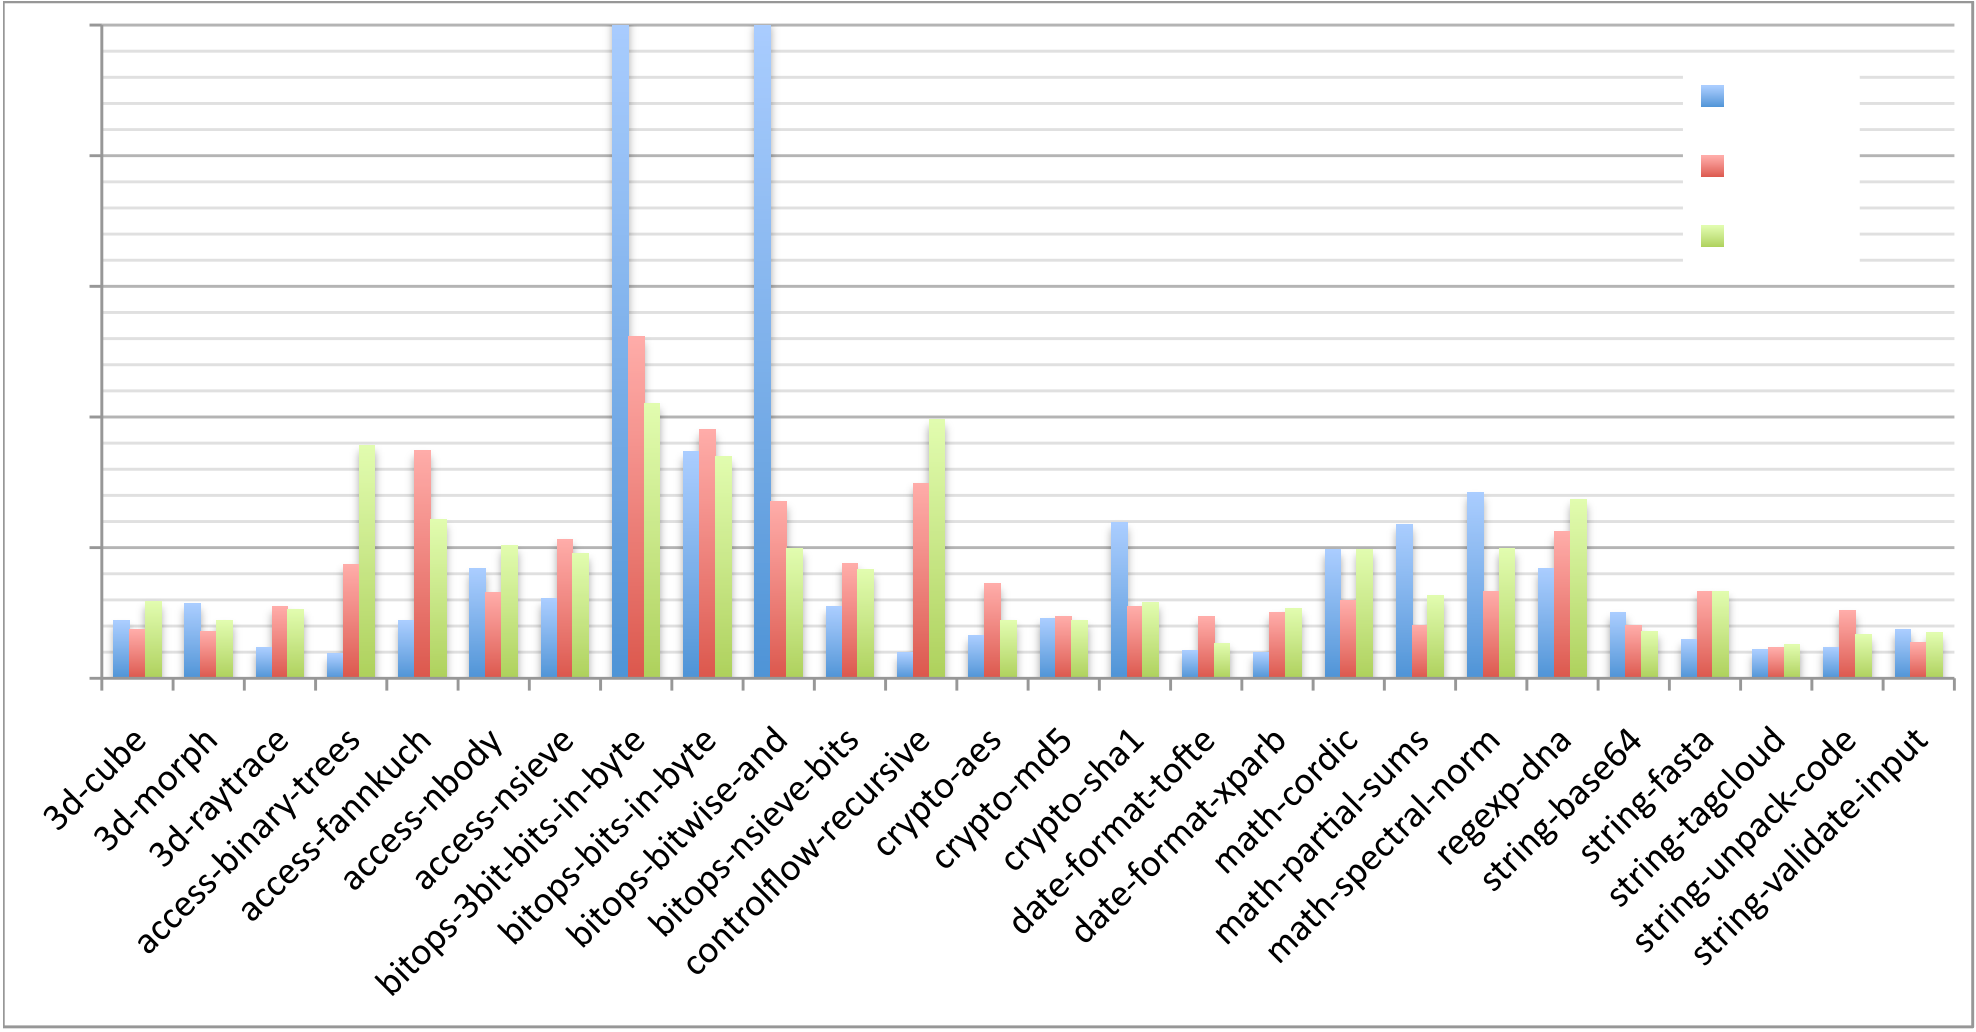 3d-cube
3d-morph
3d-raytrace
access-binary-trees
access-fannkuch
access-nbody
access-nsieve
bitops-3bit-bits-in-byte
bitops-bits-in-byte
bitops-bitwise-and
bitops-nsieve-bits
controlflow-recursive
crypto-aes
crypto-md5
crypto-sha1
date-format-tofte
date-format-xparb
math-cordic
math-partial-sums
math-spectral-norm
regexp-dna
string-base64
string-fasta
string-tagcloud
string-unpack-code
string-validate-input